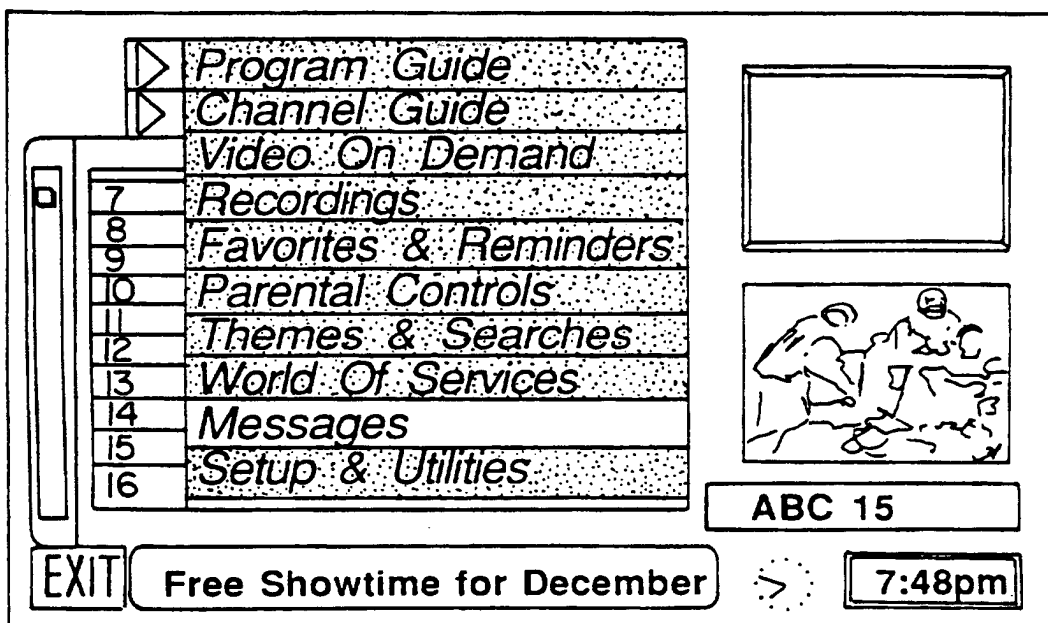 Program Guide
Channel Guide
Video On Demand
7 Recordings
8
9 Favorites & Reminders
10 Parental Controls
11
12 Themes & Searches
13 World Of Services
14 Messages
15
16 Setup & Utilities
ABC 15
EXIT Free Showtime for December 7:48pm